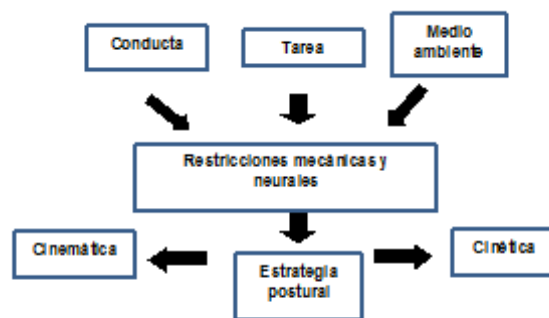 Conducta
Tarea
Medio
ambiente
Restricciones mecánicas y
neurales
Cinemática
Estrategia
postural
Cinética